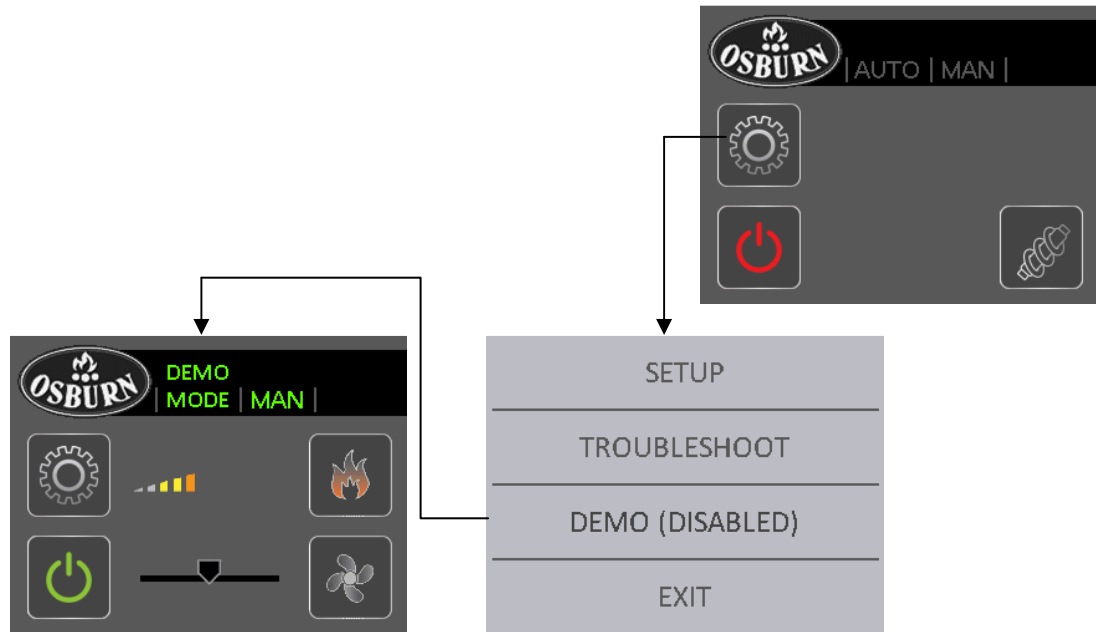 OSBURN
| AUTO | MAN |
SETUP
TROUBLESHOOT
DEMO (DISABLED)
EXIT
OSBURN
DEMO
| MODE | MAN |